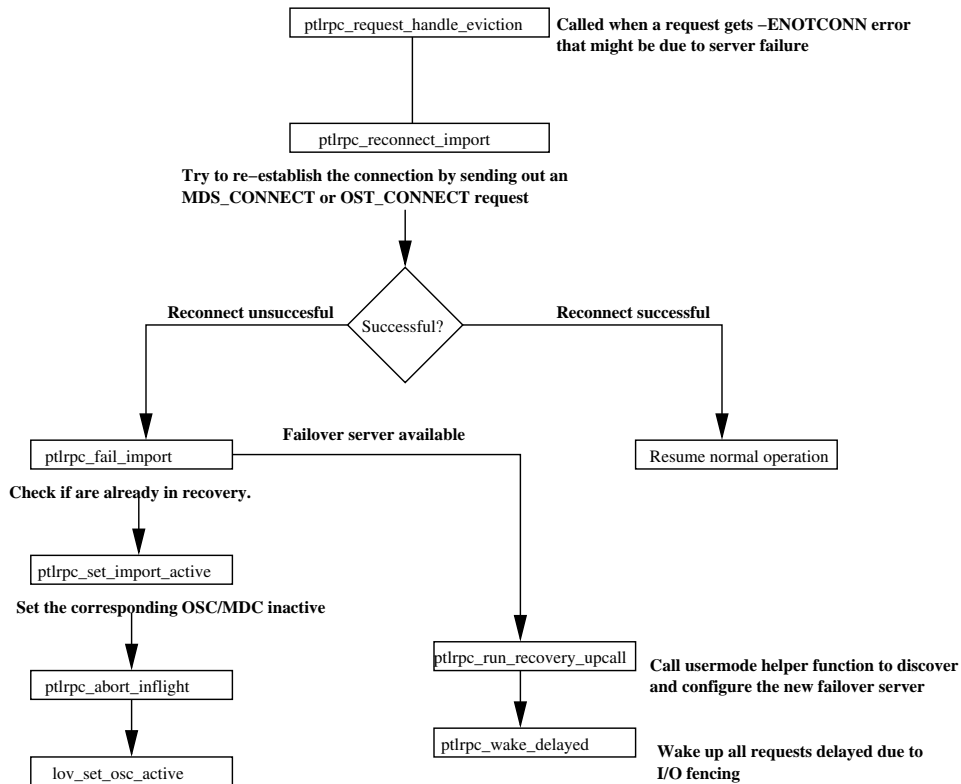 ptlrpc_request_handle_eviction
Called when a request gets −ENOTCONN error
that might be due to server failure
ptlrpc_reconnect_import
Try to re−establish the connection by sending out an
MDS_CONNECT or OST_CONNECT request
Reconnect unsuccesful
Successful?
Reconnect successful
ptlrpc_fail_import
Failover server available
Resume normal operation
Check if are already in recovery.
ptlrpc_set_import_active
Set the corresponding OSC/MDC inactive
ptlrpc_run_recovery_upcall
Call usermode helper function to discover
and configure the new failover server
ptlrpc_abort_inflight
ptlrpc_wake_delayed
Wake up all requests delayed due to
I/O fencing
lov_set_osc_active